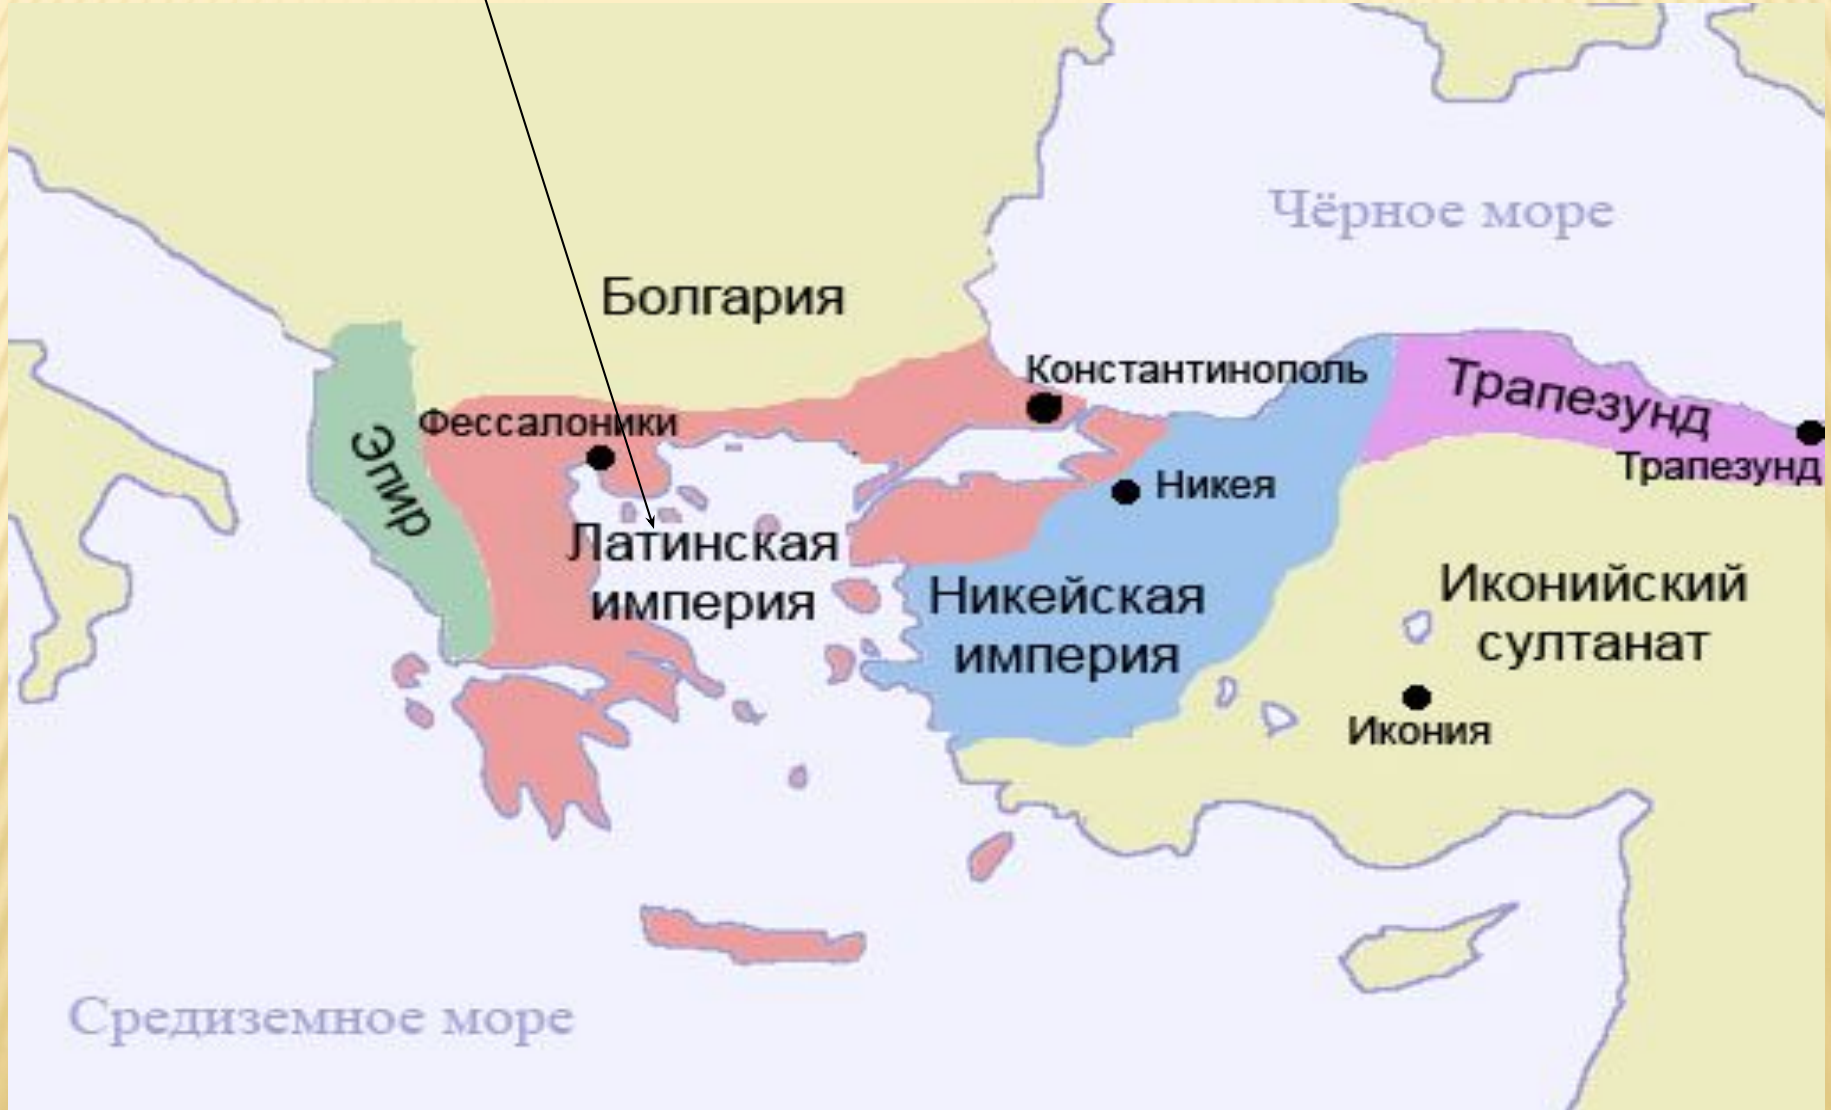 Чёрное море
Болгария
Константинополь
Трапезунд
Фессалоники
Эпир
Трапезунд
Никея
Латинская
империя
Никейская
империя
Иконийский
султанат
Икония
Средиземное море